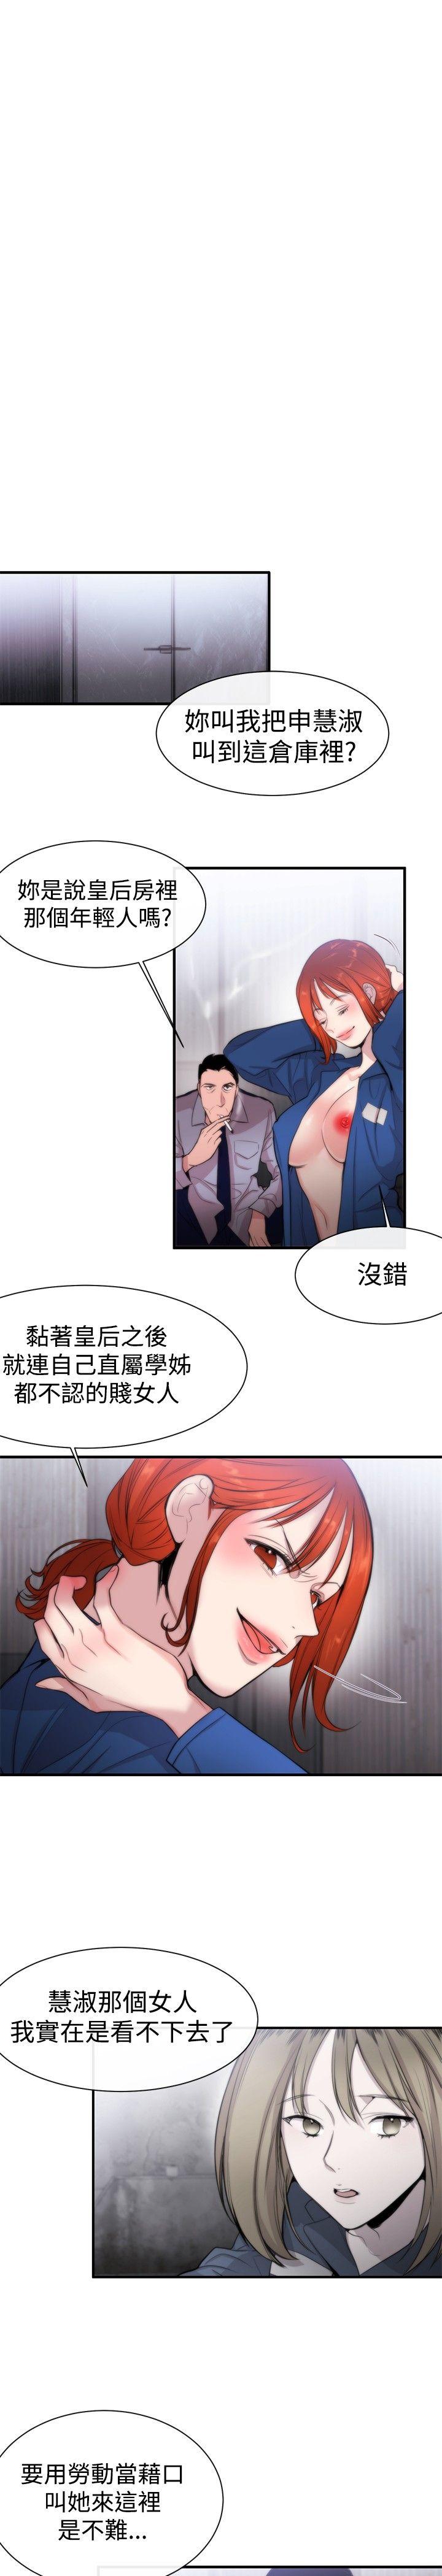 妳叫我把申慧淑
叫到這倉庫裡?
妳是說皇后房裡
那個年輕人嗎?
沒錯
黏著皇后之後
就連自己直屬學姊
都不認的賤女人
慧淑那個女人
我實在是看不下去了
要用勞動當藉口
叫她來這裡
是不難...